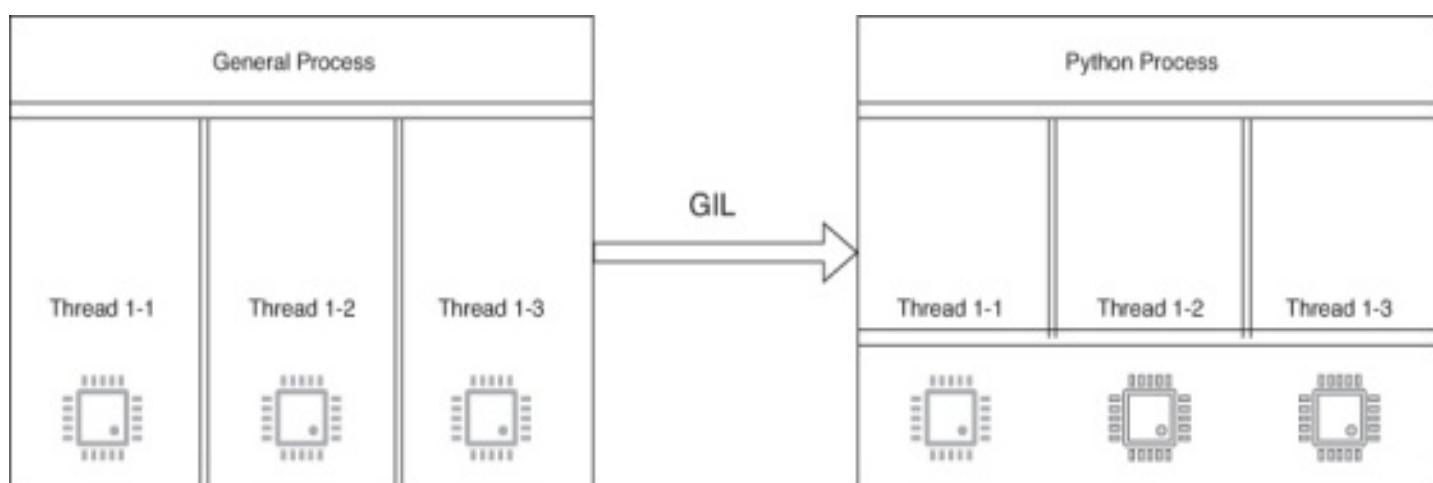 General Process
Thread 1-1
Thread 1-2
Thread 1-3
GIL
Python Process
Thread 1-1
Thread 1-2
Thread 1-3